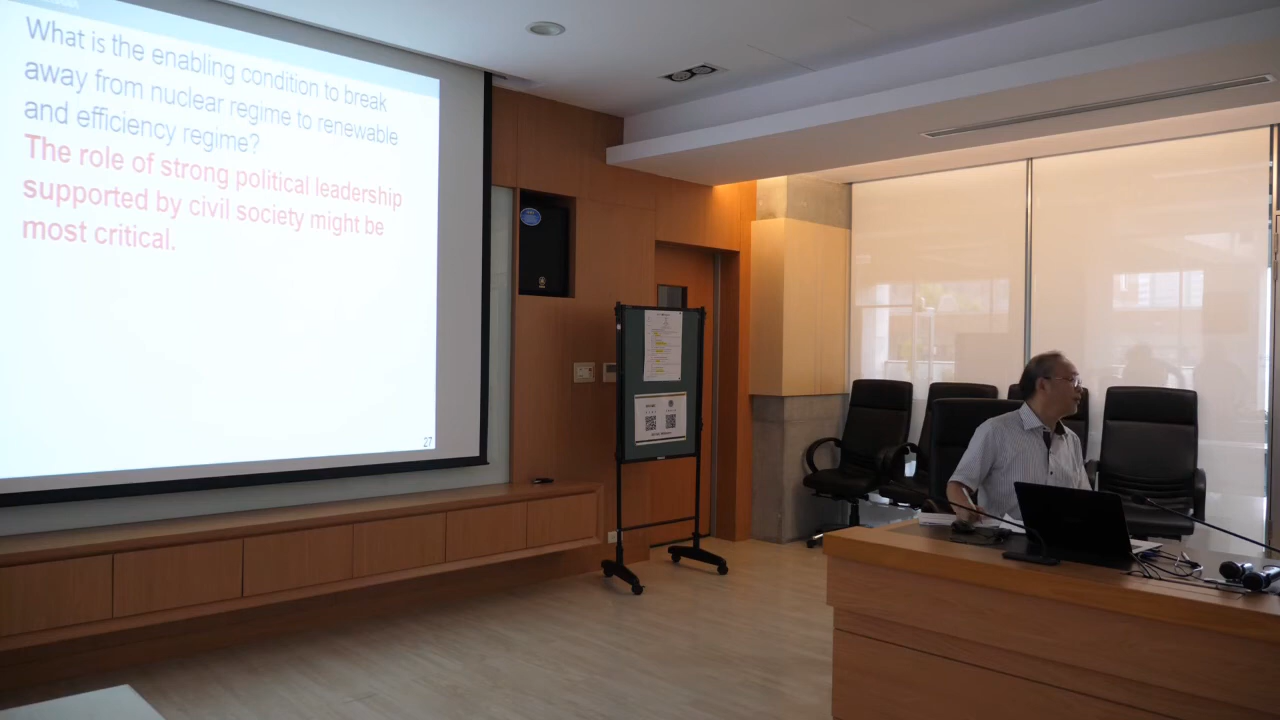 What is the enabling condition to break
away from nuclear regime to renewable
and efficiency regime?
The role of strong political leadership
supported by civil society might be
most critical.
27